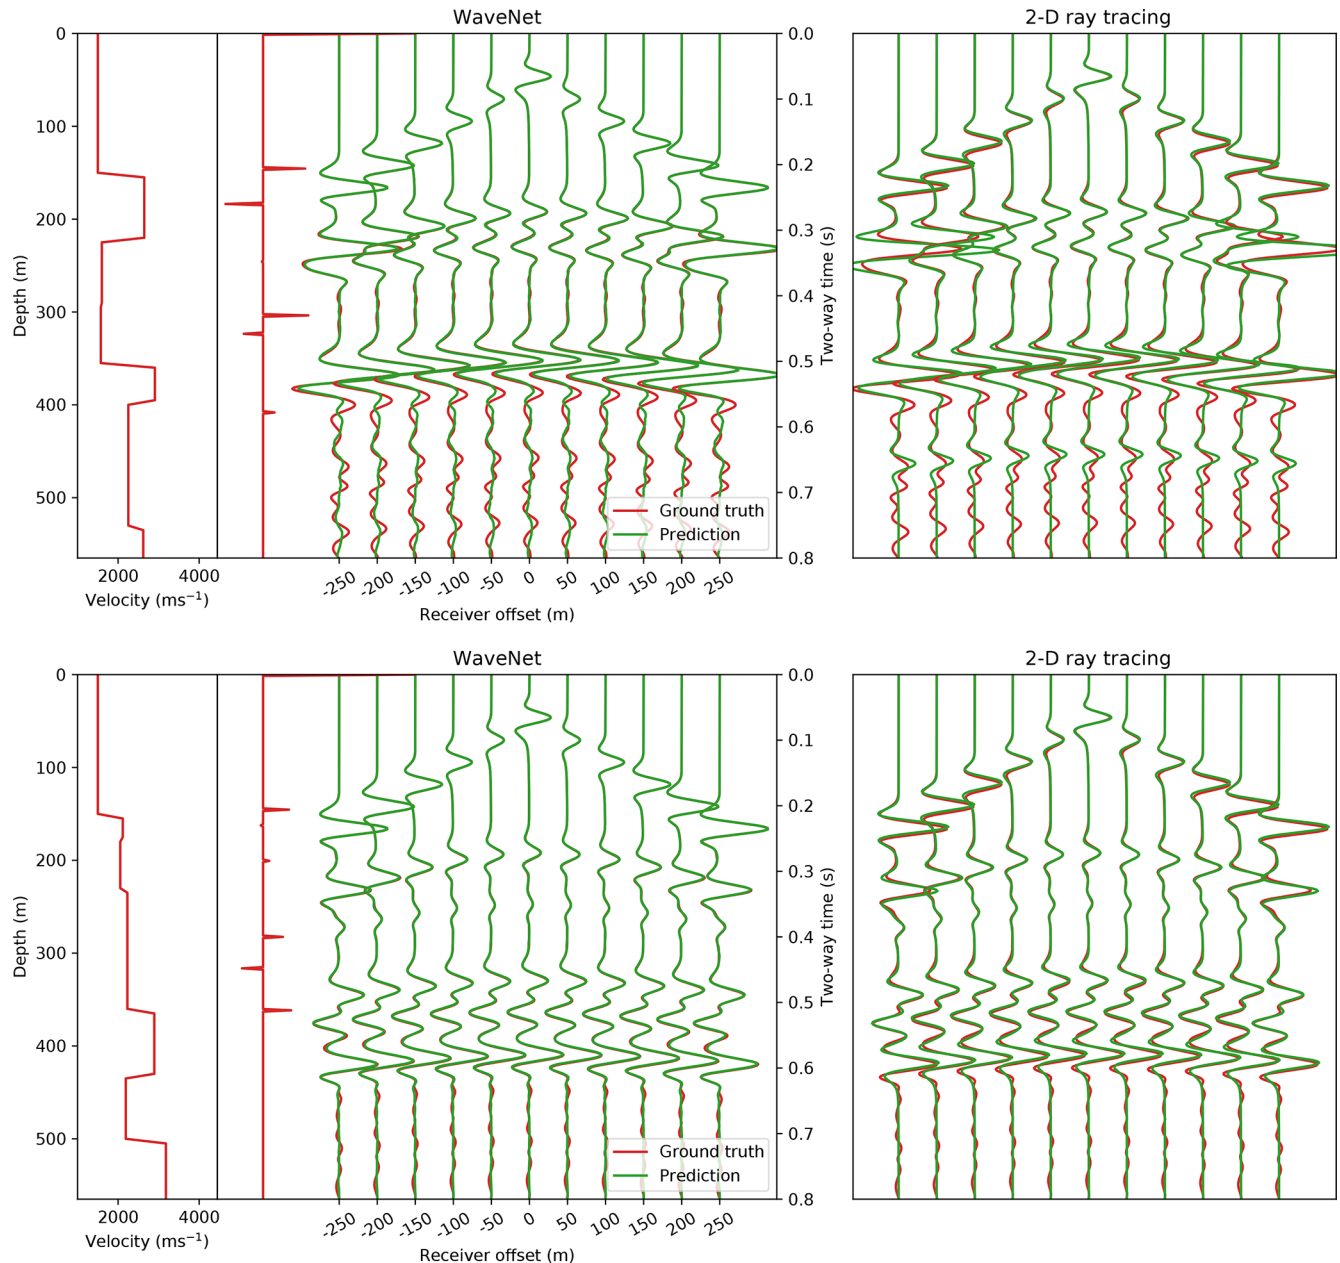 WaveNet
2-D ray tracing
0
100
200
300
400
500
Depth (m)
2000 4000
Velocity (ms⁻¹)
-250 -200 -150 -100 -50 0 50 100 150 200 250
Receiver offset (m)
0.0
0.1
0.2
0.3
0.4
0.5
0.6
0.7
0.8
Two-way time (s)
Ground truth
Prediction
WaveNet
2-D ray tracing
0
100
200
300
400
500
Depth (m)
2000 4000
Velocity (ms⁻¹)
-250 -200 -150 -100 -50 0 50 100 150 200 250
Receiver offset (m)
0.0
0.1
0.2
0.3
0.4
0.5
0.6
0.7
0.8
Two-way time (s)
Ground truth
Prediction